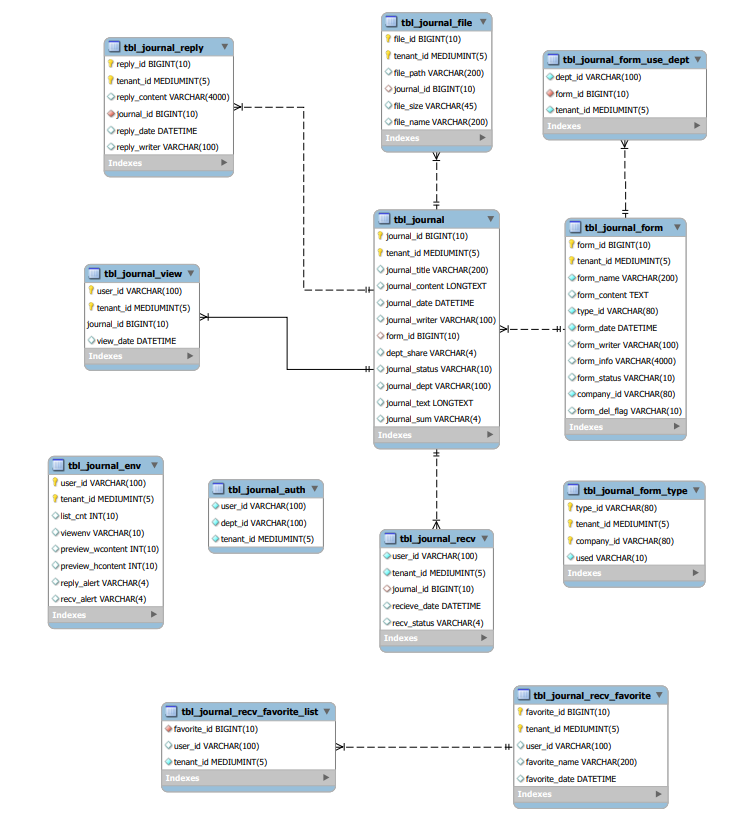 tbl_journal_reply
reply_id BIGINT(10)
tenant_id MEDIUMINT(5)
reply_content VARCHAR(4000)
journal_id BIGINT(10)
reply_date DATETIME
reply_writer VARCHAR(100)
Indexes
tbl_journal_file
file_id BIGINT(10)
tenant_id MEDIUMINT(5)
file_path VARCHAR(200)
journal_id BIGINT(10)
file_size VARCHAR(45)
file_name VARCHAR(200)
Indexes
tbl_journal_form_use_dept
dept_id VARCHAR(100)
form_id BIGINT(10)
tenant_id MEDIUMINT(5)
Indexes
tbl_journal
journal_id BIGINT(10)
tenant_id MEDIUMINT(5)
journal_title VARCHAR(200)
journal_content LONGTEXT
journal_date DATETIME
journal_writer VARCHAR(100)
form_id BIGINT(10)
dept_share VARCHAR(4)
journal_status VARCHAR(10)
journal_dept VARCHAR(100)
journal_text LONGTEXT
journal_sum VARCHAR(4)
Indexes
tbl_journal_form
form_id BIGINT(10)
tenant_id MEDIUMINT(5)
form_name VARCHAR(200)
form_content TEXT
type_id VARCHAR(80)
form_date DATETIME
form_writer VARCHAR(100)
form_info VARCHAR(4000)
form_status VARCHAR(10)
company_id VARCHAR(80)
form_del_flag VARCHAR(10)
Indexes
tbl_journal_view
user_id VARCHAR(100)
tenant_id MEDIUMINT(5)
journal_id BIGINT(10)
view_date DATETIME
Indexes
tbl_journal_env
user_id VARCHAR(100)
tenant_id MEDIUMINT(5)
list_cnt INT(10)
viewenv VARCHAR(10)
preview_wcontent INT(10)
preview_hcontent INT(10)
reply_alert VARCHAR(4)
recv_alert VARCHAR(4)
Indexes
tbl_journal_auth
user_id VARCHAR(100)
dept_id VARCHAR(100)
tenant_id MEDIUMINT(5)
tbl_journal_recv
user_id VARCHAR(100)
tenant_id MEDIUMINT(5)
journal_id BIGINT(10)
recieve_date DATETIME
recv_status VARCHAR(4)
Indexes
tbl_journal_form_type
type_id VARCHAR(80)
tenant_id MEDIUMINT(5)
company_id VARCHAR(80)
used VARCHAR(10)
Indexes
tbl_journal_recv_favorite_list
favorite_id BIGINT(10)
user_id VARCHAR(100)
tenant_id MEDIUMINT(5)
Indexes
tbl_journal_recv_favorite
favorite_id BIGINT(10)
tenant_id MEDIUMINT(5)
user_id VARCHAR(100)
favorite_name VARCHAR(200)
favorite_date DATETIME
Indexes